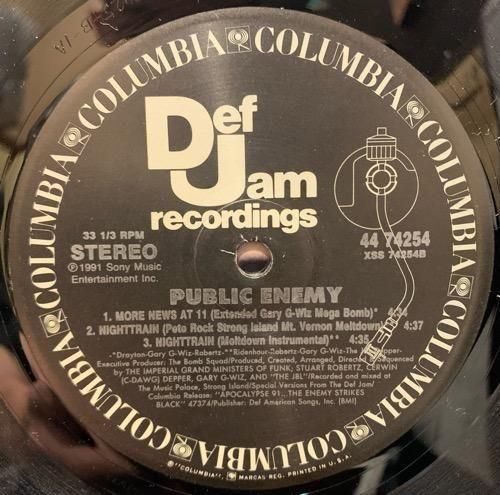 COLUMBIA COLUMBIA COLUMBIA COLUMBIA COLUMBIA COLUMBIA COLUMBIA
Def
Jam
recordings
33 1/3 RPM
STEREO
℗1991 Sony Music
Entertainment Inc.
44 74254
XSS 74254B
PUBLIC ENEMY
1. MORE NEWS AT 11 (Extended Gary G-Wiz Mega Bomb)* 4:34
2. NIGHTTRAIN (Pete Rock Strong Island Mt. Vernon Meltdown) 4:37
3. NIGHTTRAIN (Meltdown Instrumental)** 4:35
-*Drayton-Gary G-Wiz-Robertz-**Ridenhour-Robertz-Gary G-Wiz-The
Executive Producer: The Bomb Squad/Produced, Created, Arranged, Directed & Sequenced
by THE IMPERIAL GRAND MINISTERS OF FUNK; STUART ROBERTZ, CERWIN
(C-DAWG) DEPPER, GARY G-WIZ, AND "THE JBL"/Recorded and mixed at
The Music Palace, Strong Island/Special Versions From The Def Jam/
Columbia Release: "APOCALYPSE 91...THE ENEMY STRIKES
BLACK" 47374/Publisher: Def American Songs, Inc. (BMI)
"COLUMBIA", MARCAS REG. PRINTED IN U.S.A.